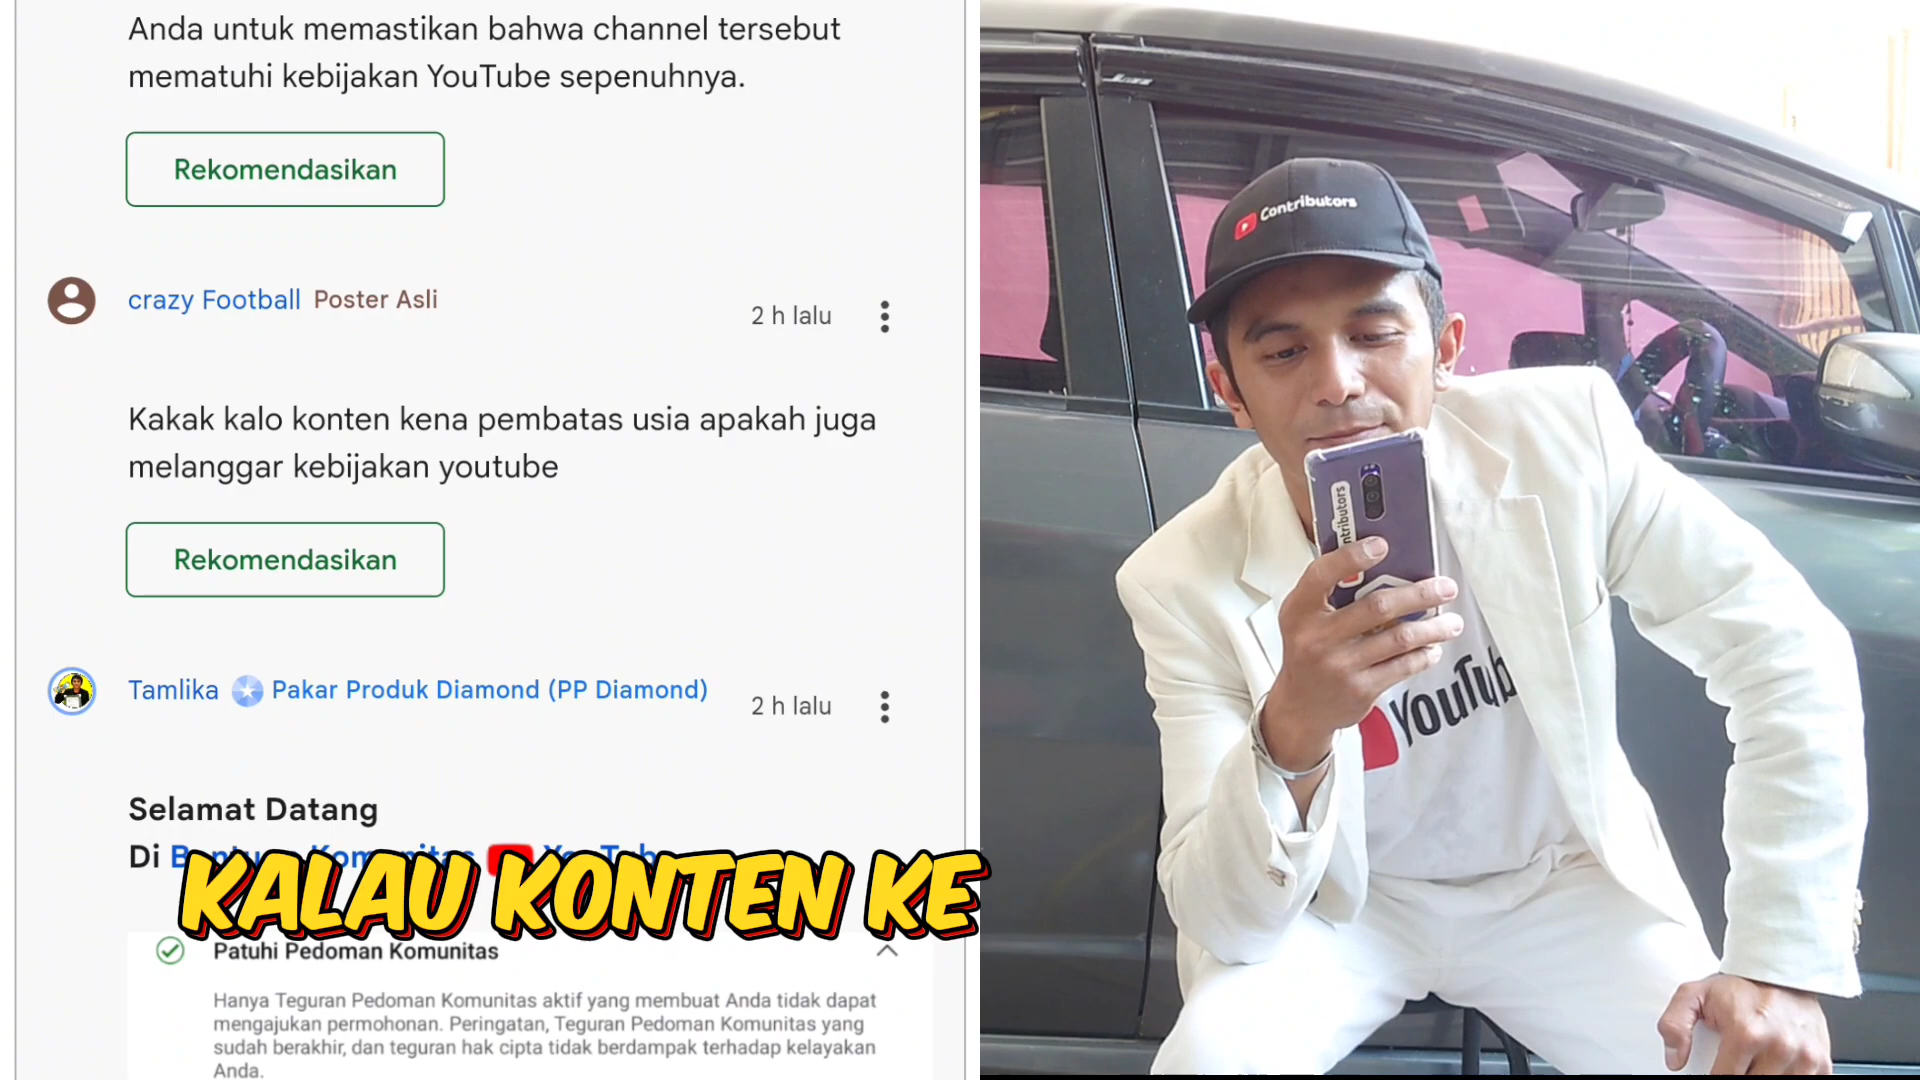 Anda untuk memastikan bahwa channel tersebut
mematuhi kebijakan YouTube sepenuhnya.
Rekomendasikan
crazy Football Poster Asli
2 h lalu
Kakak kalo konten kena pembatas usia apakah juga
melanggar kebijakan youtube
Rekomendasikan
Tamlika Pakar Produk Diamond (PP Diamond)
2 h lalu
Selamat Datang
Di
KALAU KONTEN KE
Patuhi Pedoman Komunitas
Hanya Teguran Pedoman Komunitas aktif yang membuat Anda tidak dapat
mengajukan permohonan. Peringatan, Teguran Pedoman Komunitas yang
sudah berakhir, dan teguran hak cipta tidak berdampak terhadap kelayakan
Anda.
Contributors
YouTub